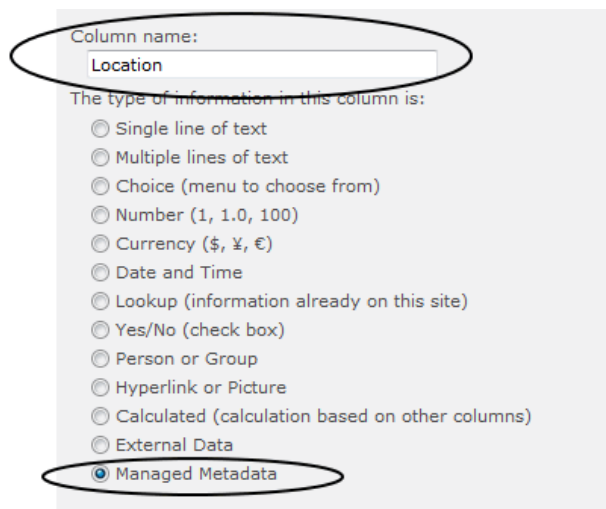 Column name:
Location
The type of information in this column is:
Single line of text
Multiple lines of text
Choice (menu to choose from)
Number (1, 1.0, 100)
Currency ($, ¥, €)
Date and Time
Lookup (information already on this site)
Yes/No (check box)
Person or Group
Hyperlink or Picture
Calculated (calculation based on other columns)
External Data
Managed Metadata